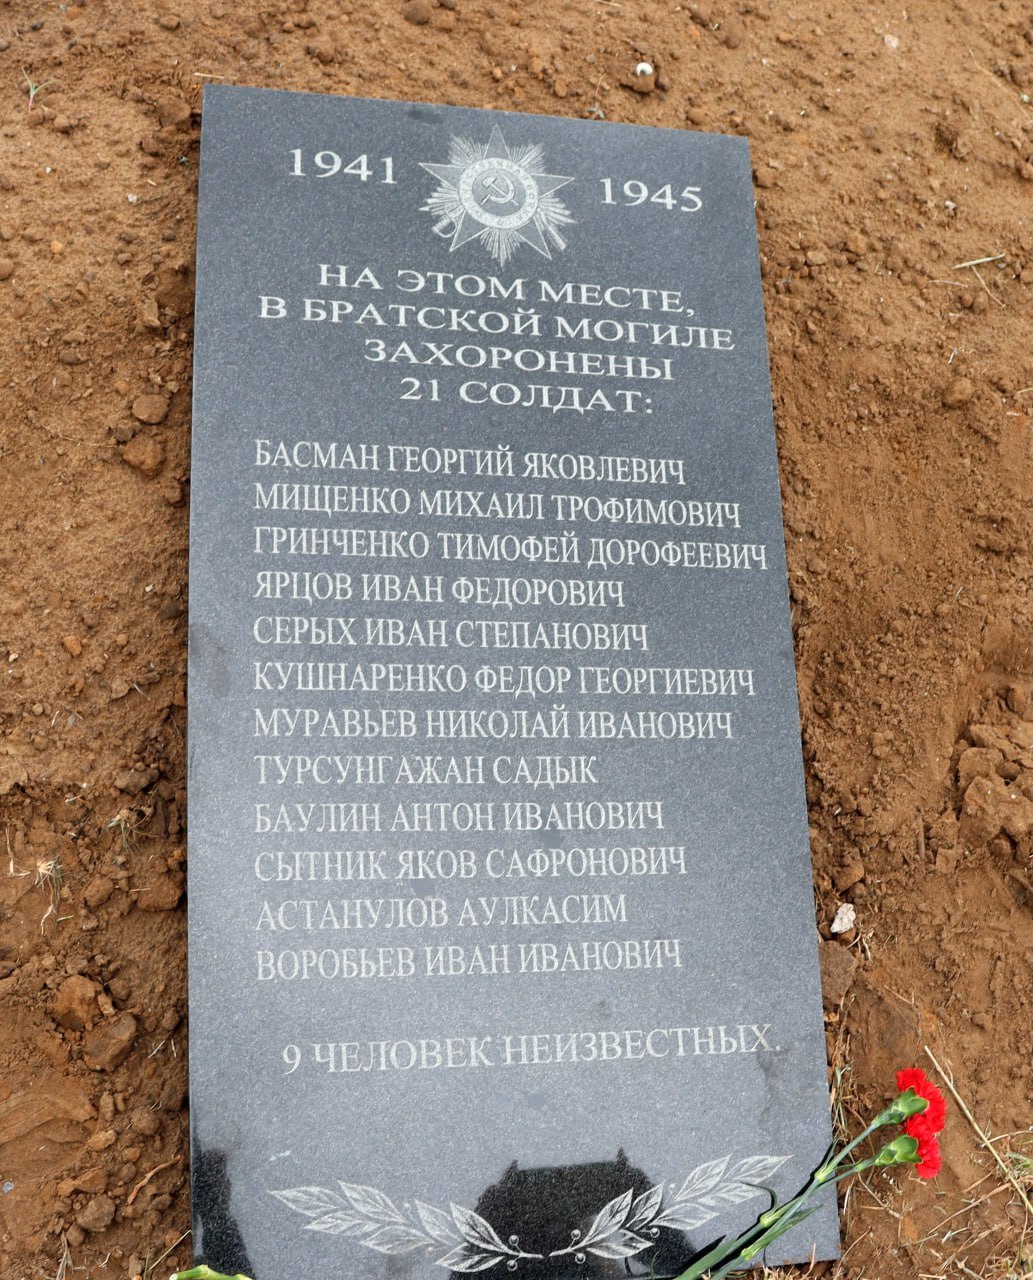 1941 1945
НА ЭТОМ МЕСТЕ,
В БРАТСКОЙ МОГИЛЕ
ЗАХОРОНЕНЫ
21 СОЛДАТ:
БАСМАН ГЕОРГИЙ ЯКОВЛЕВИЧ
МИЩЕНКО МИХАИЛ ТРОФИМОВИЧ
ГРИНЧЕНКО ТИМОФЕЙ ДОРОФЕЕВИЧ
ЯРЦОВ ИВАН ФЕДОРОВИЧ
СЕРЫХ ИВАН СТЕПАНОВИЧ
КУШНАРЕНКО ФЕДОР ГЕОРГИЕВИЧ
МУРАВЬЕВ НИКОЛАЙ ИВАНОВИЧ
ТУРСУНГАЖАН САДЫК
БАУЛИН АНТОН ИВАНОВИЧ
СЫТНИК ЯКОВ САФРОНОВИЧ
АСТАНУЛОВ АУЛКАСИМ
ВОРОБЬЕВ ИВАН ИВАНОВИЧ
9 ЧЕЛОВЕК НЕИЗВЕСТНЫХ.